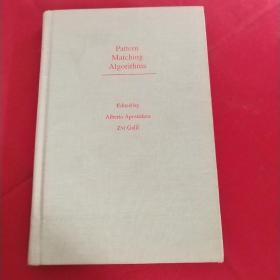 Pattern
Matching
Algorithms
Edited by
Alberto Apostolico
Zvi Galil